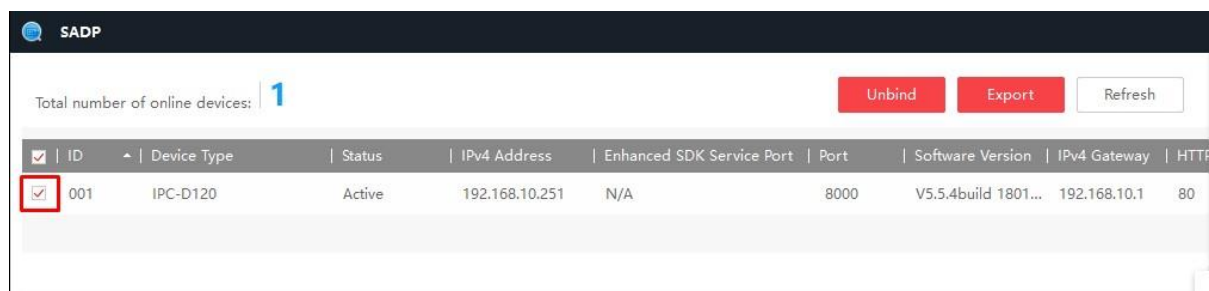 SADP
Total number of online devices: 1
Unbind Export Refresh
ID Device Type Status IPv4 Address Enhanced SDK Service Port Port Software Version IPv4 Gateway HTTP
001 IPC-D120 Active 192.168.10.251 N/A 8000 V5.5.4build 1801... 192.168.10.1 80